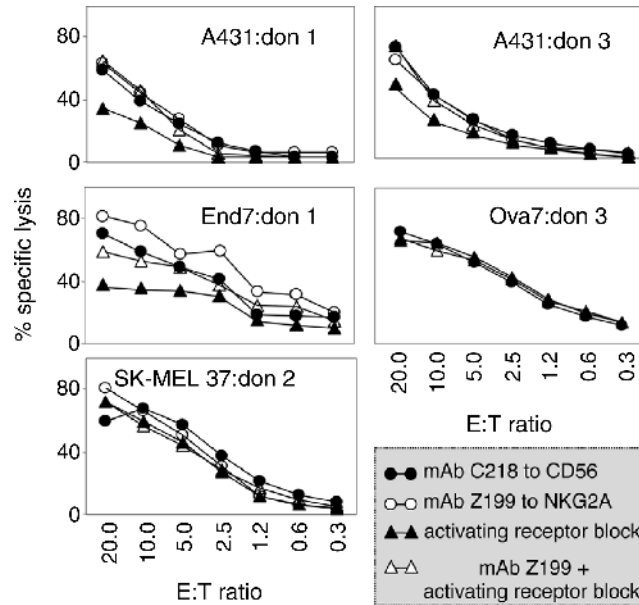 A431:don 1
A431:don 3
80
40
0
End7:don 1
Ova7:don 3
% specific lysis
80
40
0
SK-MEL 37:don 2
80
40
0
20.0 10.0 5.0 2.5 1.2 0.6 0.3
E:T ratio
20.0 10.0 5.0 2.5 1.2 0.6 0.3
E:T ratio
mAb C218 to CD56
mAb Z199 to NKG2A
activating receptor block
mAb Z199 +
activating receptor block